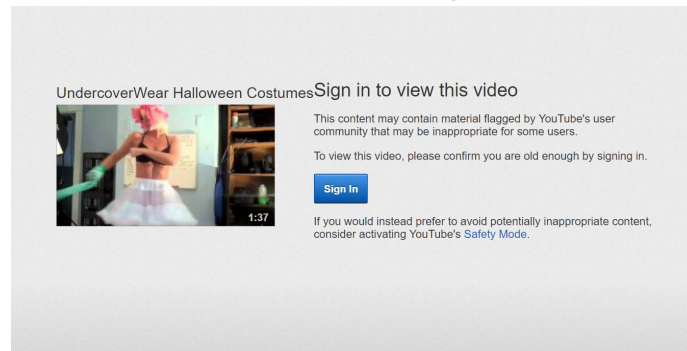 UndercoverWear Halloween Costumes
1:37
Sign in to view this video
This content may contain material flagged by YouTube's user
community that may be inappropriate for some users.
To view this video, please confirm you are old enough by signing in.
Sign In
If you would instead prefer to avoid potentially inappropriate content,
consider activating YouTube's Safety Mode.